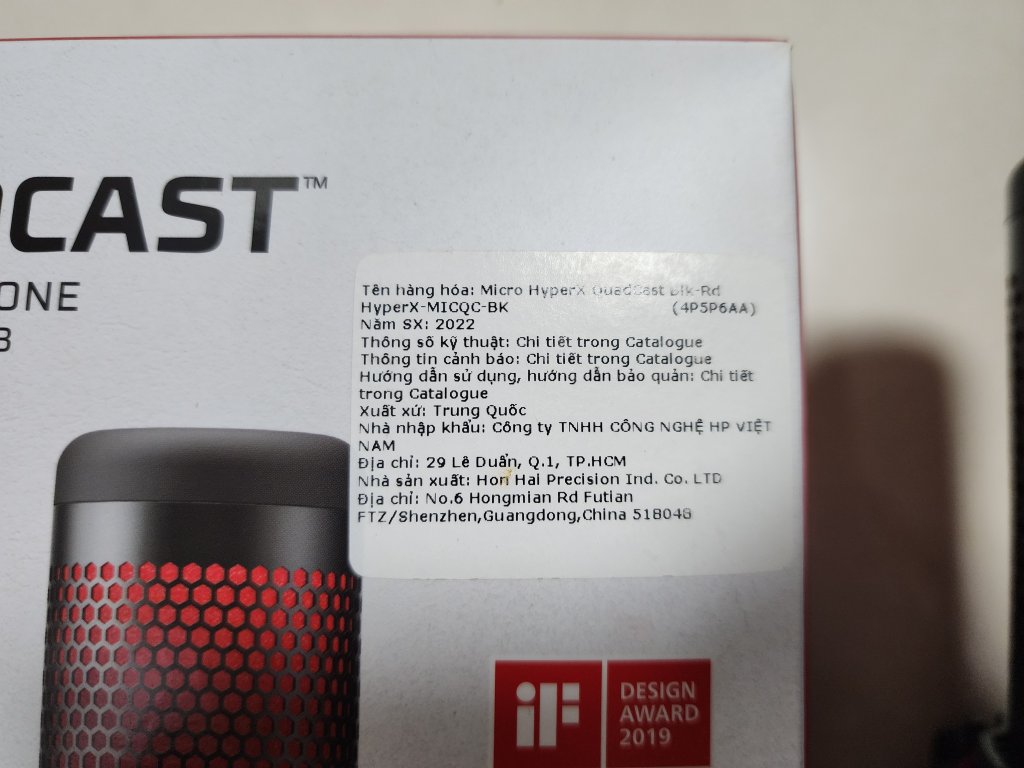 CAST™
ONE
B
Tên hàng hóa: Micro HyperX QuadCast Blk-Rd
HyperX-MICQC-BK (4P5P6AA)
Năm SX: 2022
Thông số kỹ thuật: Chi tiết trong Catalogue
Thông tin cảnh báo: Chi tiết trong Catalogue
Hướng dẫn sử dụng, hướng dẫn bảo quản: Chi tiết
trong Catalogue
Xuất xứ: Trung Quốc
Nhà nhập khẩu: Công ty TNHH CÔNG NGHỆ HP VIỆT
NAM
Địa chỉ: 29 Lê Duẩn, Q.1, TP.HCM
Nhà sản xuất: Hon Hai Precision Ind. Co. LTD
Địa chỉ: No.6 Hongmian Rd Futian
FTZ/Shenzhen,Guangdong,China 518048
iF
DESIGN
AWARD
2019